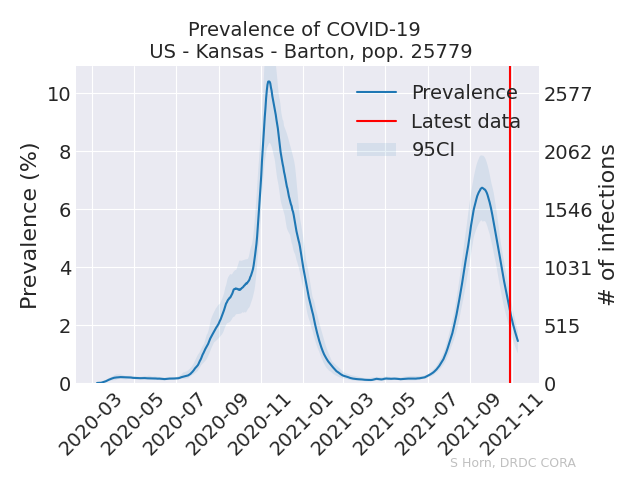 Prevalence of COVID-19
US - Kansas - Barton, pop. 25779
Prevalence (%)
10
8
6
4
2
0
Prevalence
Latest data
95CI
2577
2062
1546
1031
515
0
# of infections
2020-03
2020-05
2020-07
2020-09
2020-11
2021-01
2021-03
2021-05
2021-07
2021-09
2021-11
S Horn, DRDC CORA